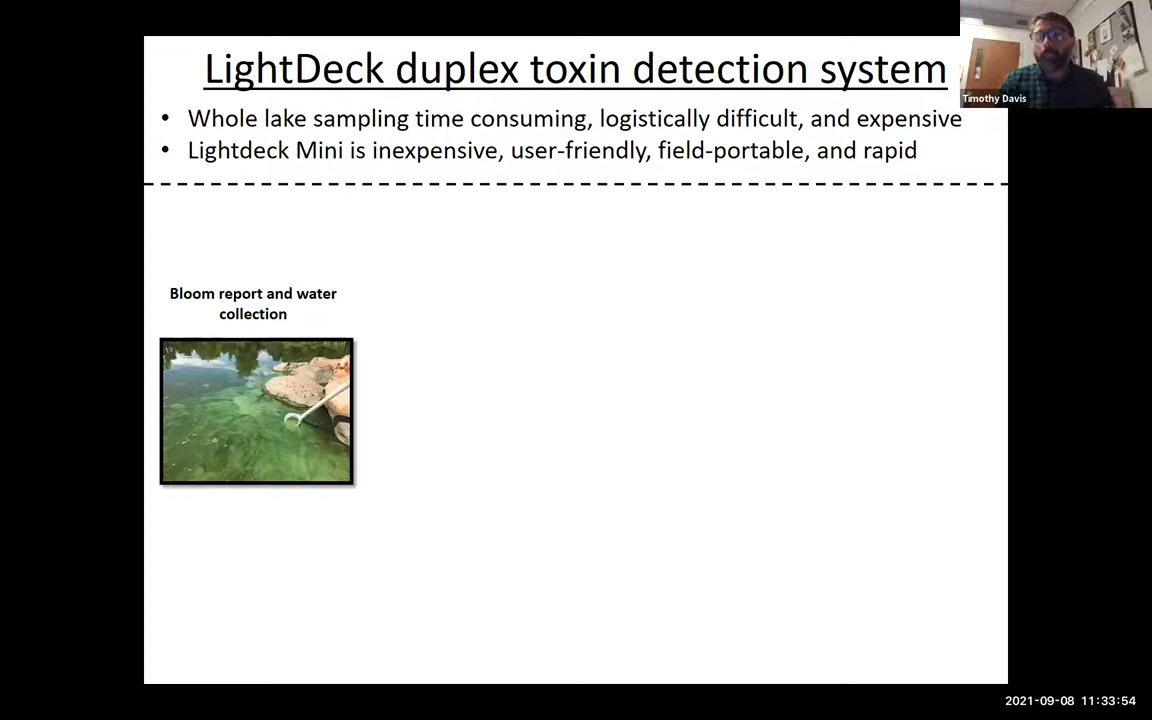 LightDeck duplex toxin detection system
• Whole lake sampling time consuming, logistically difficult, and expensive
• Lightdeck Mini is inexpensive, user-friendly, field-portable, and rapid
Bloom report and water
collection
Timothy Davis
2021-09-08 11:33:54